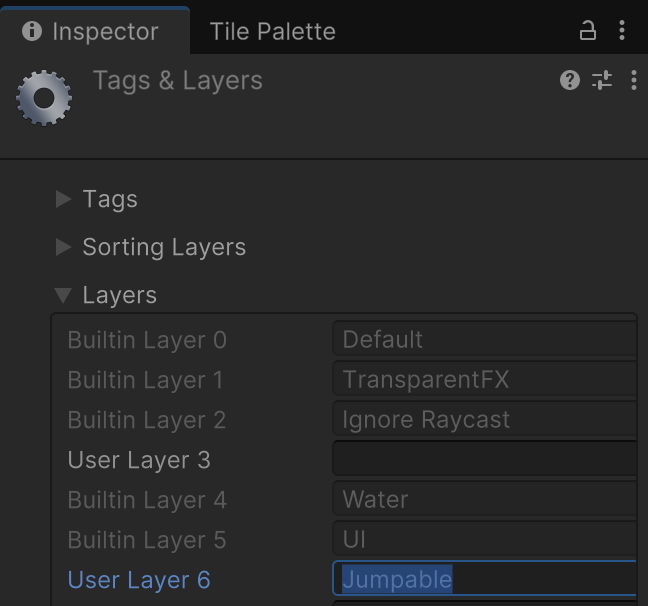 Inspector Tile Palette
Tags & Layers
Tags
Sorting Layers
Layers
Builtin Layer 0 Default
Builtin Layer 1 TransparentFX
Builtin Layer 2 Ignore Raycast
User Layer 3
Builtin Layer 4 Water
Builtin Layer 5 UI
User Layer 6 Jumpable